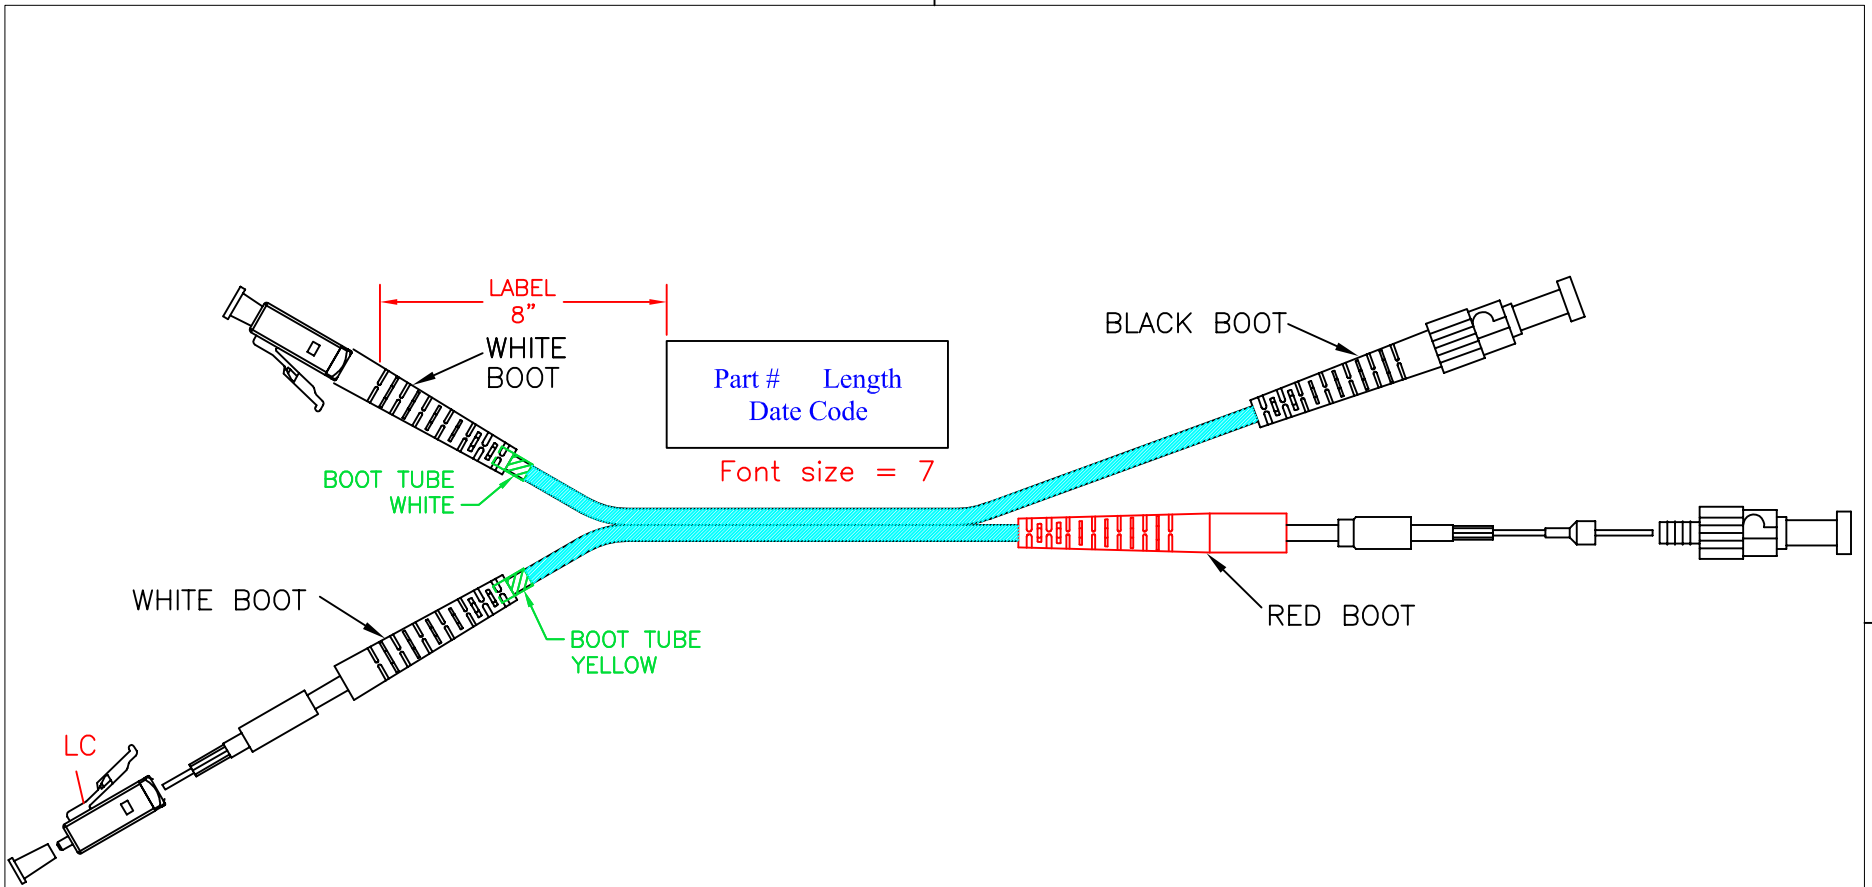 LABEL
8”
WHITE
BOOT
BLACK BOOT
Part # Length
Date Code
Font size = 7
BOOT TUBE
WHITE
WHITE BOOT
BOOT TUBE
YELLOW
RED BOOT
LC